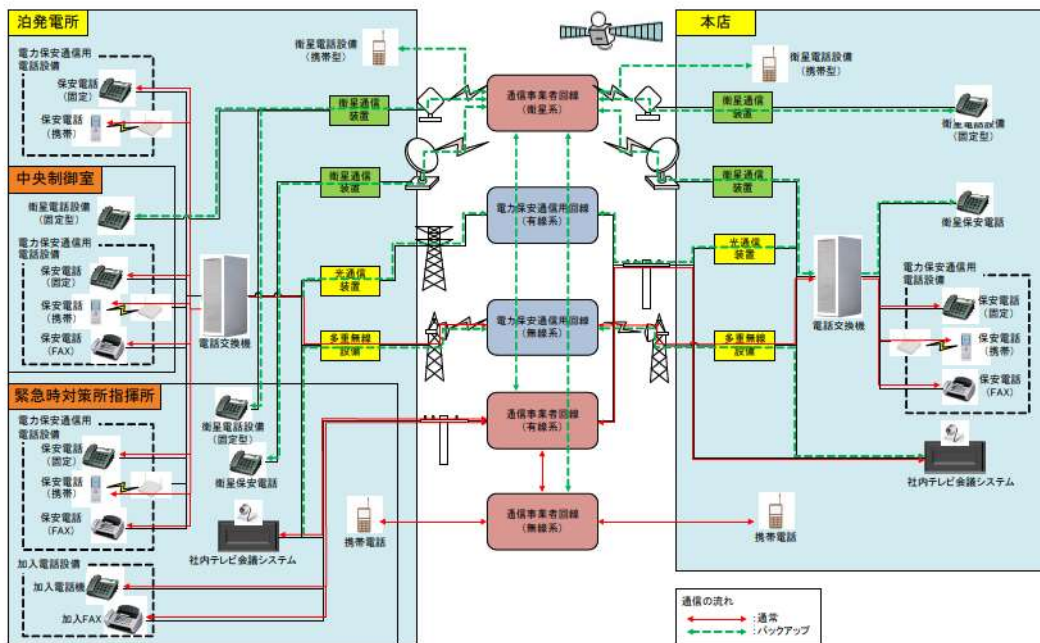 泊発電所
電力保安通信用
電話設備
保安電話
(固定)
保安電話
(携帯)
中央制御室
衛星電話設備
(固定型)
電力保安通信用
電話設備
保安電話
(固定)
保安電話
(携帯)
保安電話
(FAX)
電話交換機
緊急時対策所指揮所
電力保安通信用
電話設備
保安電話
(固定)
保安電話
(携帯)
保安電話
(FAX)
加入電話設備
加入電話機
加入FAX
衛星電話設備
(固定型)
衛星保安電話
社内テレビ会議システム
携帯電話
衛星電話設備
(携帯型)
衛星通信
装置
衛星通信
装置
光通信
装置
多重無線
設備
通信事業者回線
(衛星系)
電力保安通信用回線
(有線系)
電力保安通信用回線
(無線系)
通信事業者回線
(有線系)
通信事業者回線
(無線系)
本店
衛星電話設備
(携帯型)
衛星通信
装置
衛星電話設備
(固定型)
衛星通信
装置
衛星保安電話
光通信
装置
多重無線
設備
電話交換機
電力保安通信用
電話設備
保安電話
(固定)
保安電話
(携帯)
保安電話
(FAX)
社内テレビ会議システム
携帯電話
通信の流れ
:通常
:バックアップ